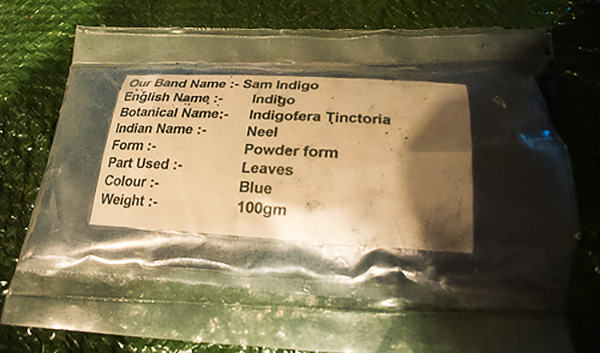 Our Band Name :- Sam Indigo
English Name :- Indigo
Botanical Name:- Indigofera Tinctoria
Indian Name :- Neel
Form :- Powder form
Part Used :- Leaves
Colour :- Blue
Weight :- 100gm